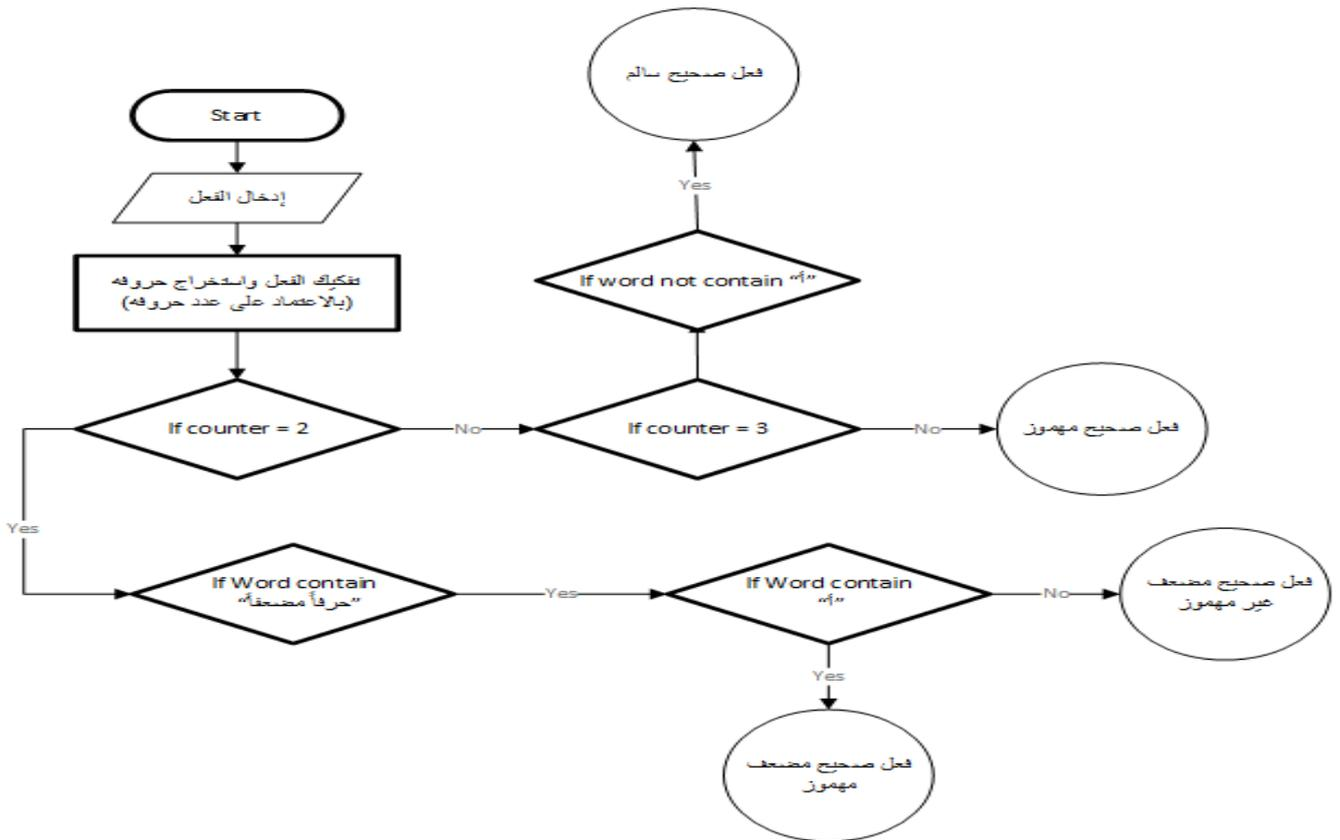 فعل صحيح سالم
Start
إدخال الفعل
Yes
تفكيك الفعل واستخراج حروفه
(بالاعتماد على عدد حروفه)
If word not contain “أ”
If counter = 2
No
If counter = 3
No
فعل صحيح مهموز
Yes
If Word contain
“حرفاً مضعفاً”
Yes
If Word contain
“أ”
No
فعل صحيح مضعف
غير مهموز
Yes
فعل صحيح مضعف
مهموز